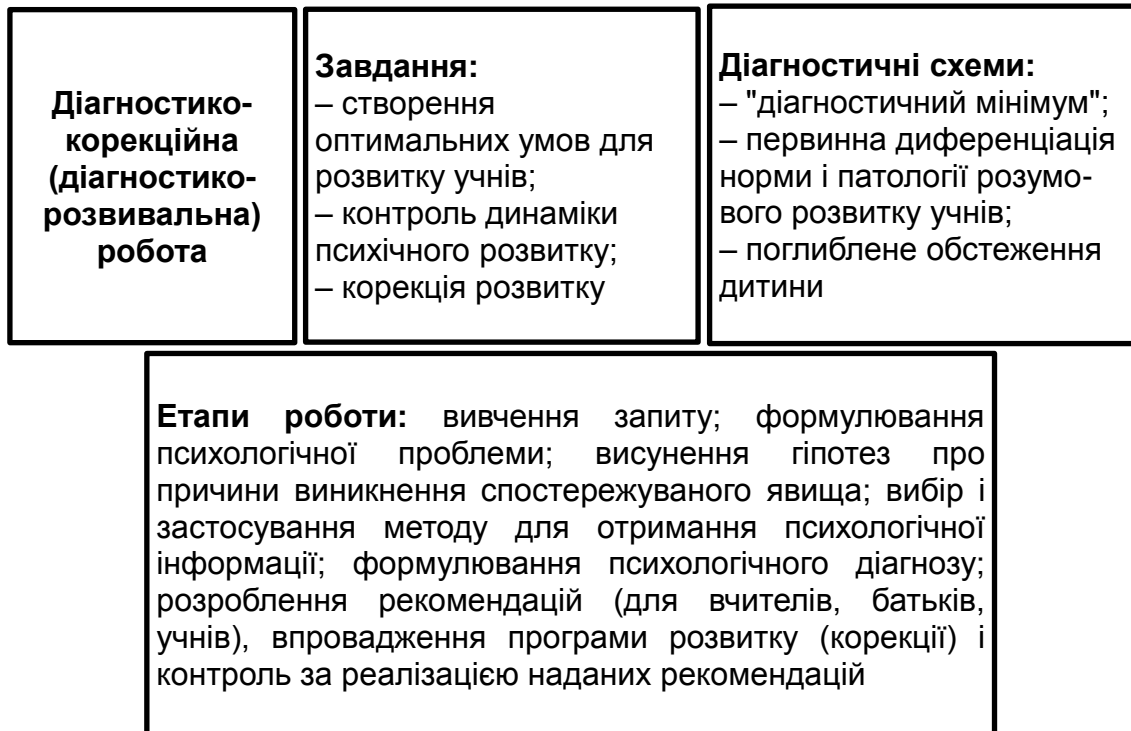 Діагностико-
корекційна
(діагностико-
розвивальна)
робота
Завдання:
– створення
оптимальних умов для
розвитку учнів;
– контроль динаміки
психічного розвитку;
– корекція розвитку
Діагностичні схеми:
– "діагностичний мінімум";
– первинна диференціація
норми і патології розумо-
вого розвитку учнів;
– поглиблене обстеження
дитини
Етапи роботи: вивчення запиту; формулювання
психологічної проблеми; висунення гіпотез про
причини виникнення спостережуваного явища; вибір і
застосування методу для отримання психологічної
інформації; формулювання психологічного діагнозу;
розроблення рекомендацій (для вчителів, батьків,
учнів), впровадження програми розвитку (корекції) і
контроль за реалізацією наданих рекомендацій